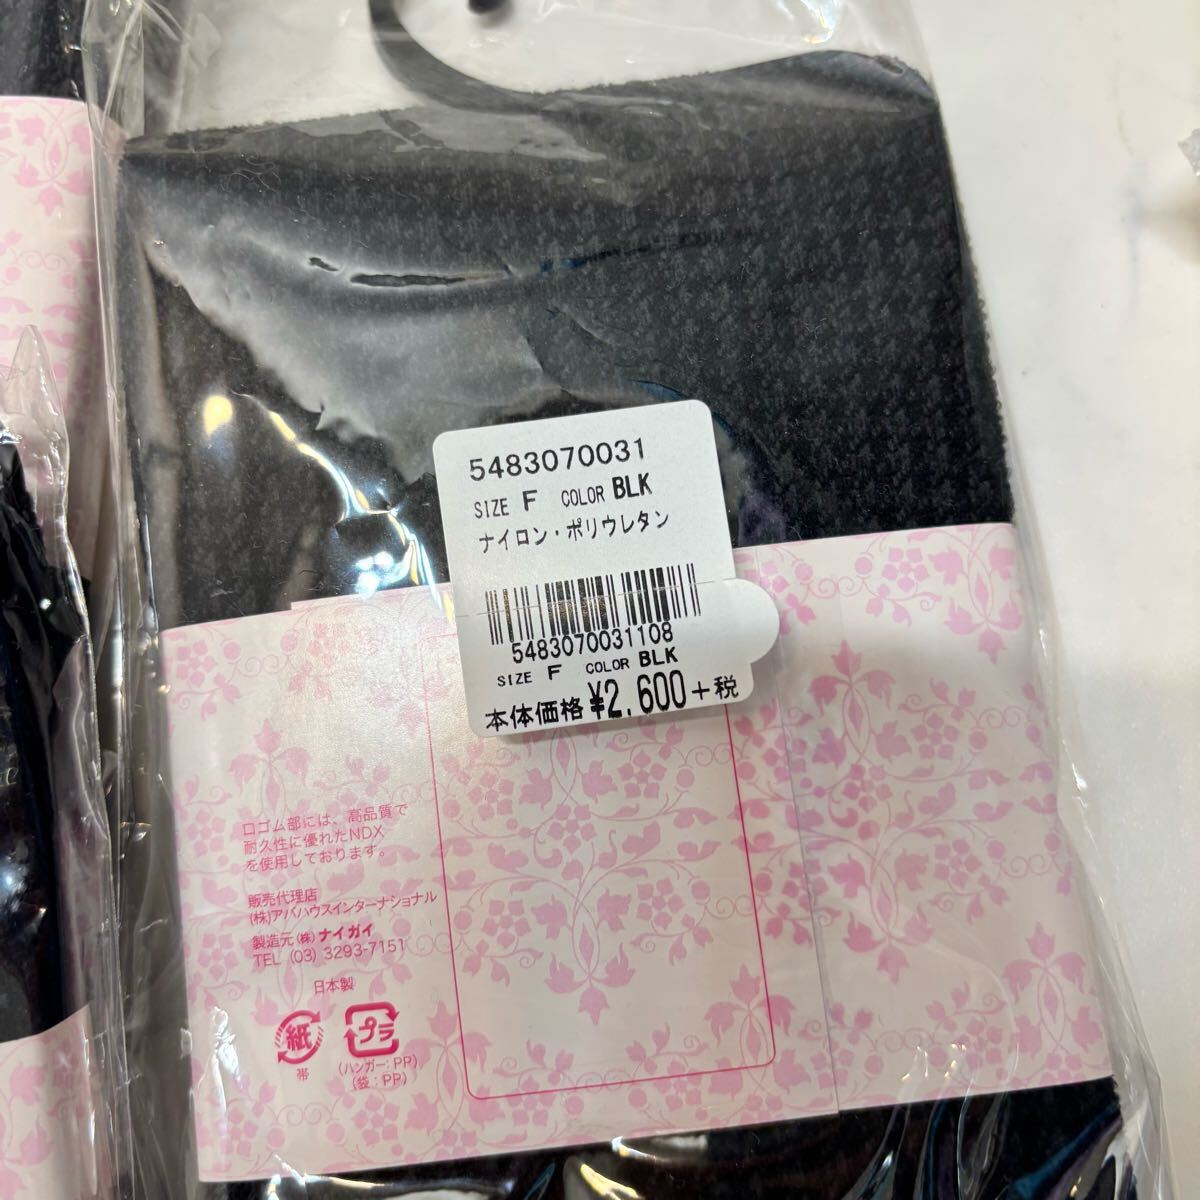 5483070031
SIZE F COLOR BLK
ナイロン・ポリウレタン
5483070031108
SIZE F COLOR BLK
本体価格 ¥2,600+税
口ゴム部には、高品質で
耐久性に優れたNDX
を使用しております。
販売代理店
(株)アバハウスインターナショナル
製造元(株)ナイガイ
TEL (03) 3293-7151
日本製
紙 プラ
帯 (ハンガー:PP)
(袋:PP)